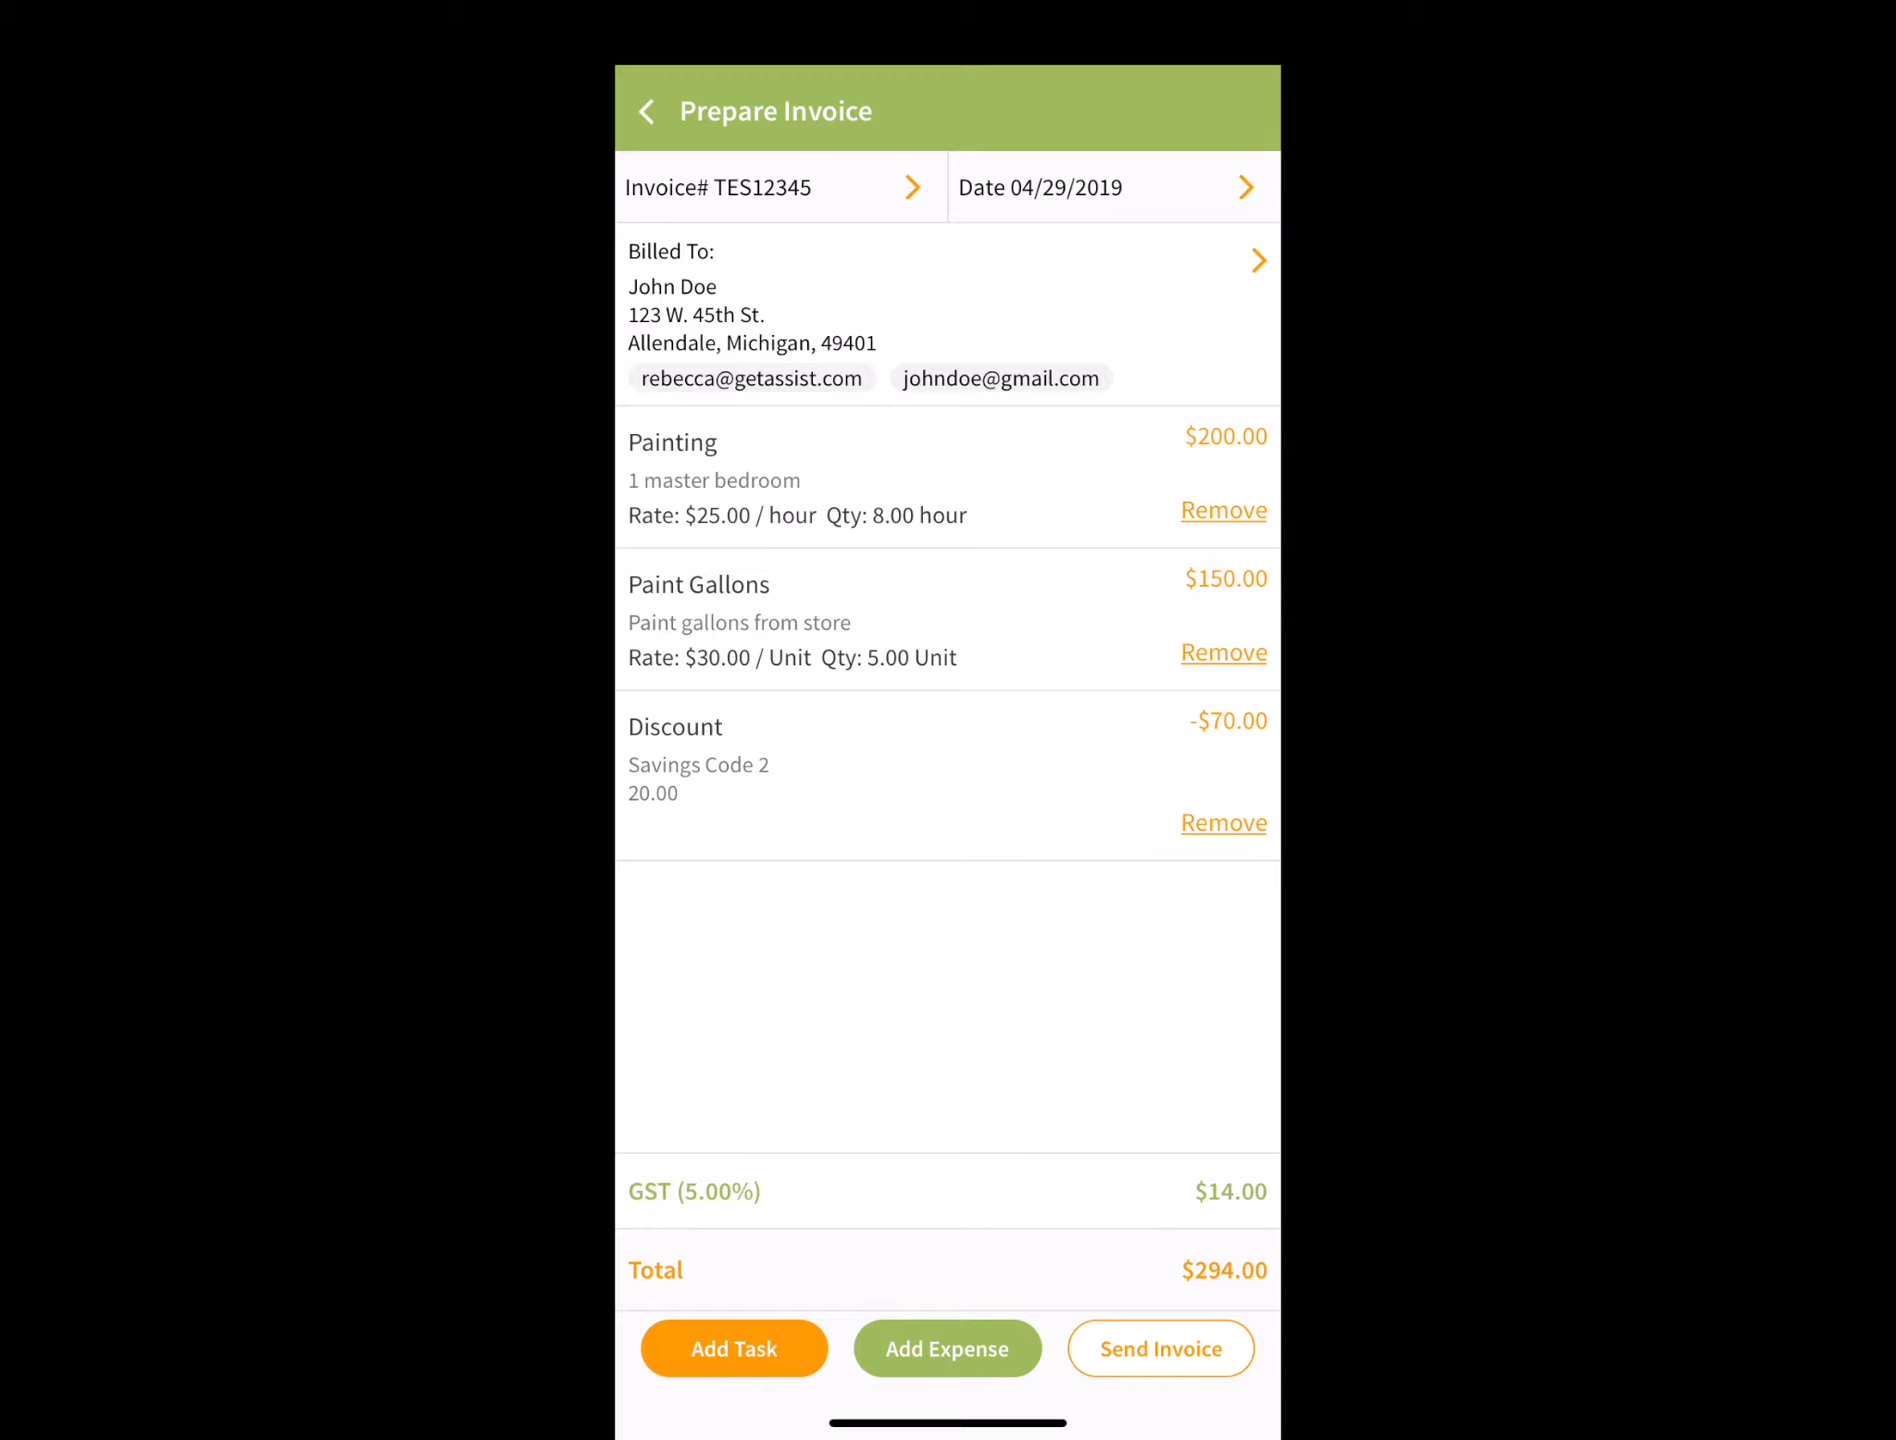 Prepare Invoice
Invoice# TES12345
Date 04/29/2019
Billed To:
John Doe
123 W. 45th St.
Allendale, Michigan, 49401
rebecca@getassist.com johndoe@gmail.com
Painting $200.00
1 master bedroom
Rate: $25.00 / hour Qty: 8.00 hour Remove
Paint Gallons $150.00
Paint gallons from store
Rate: $30.00 / Unit Qty: 5.00 Unit Remove
Discount -$70.00
Savings Code 2
20.00
Remove
GST (5.00%) $14.00
Total $294.00
Add Task Add Expense Send Invoice